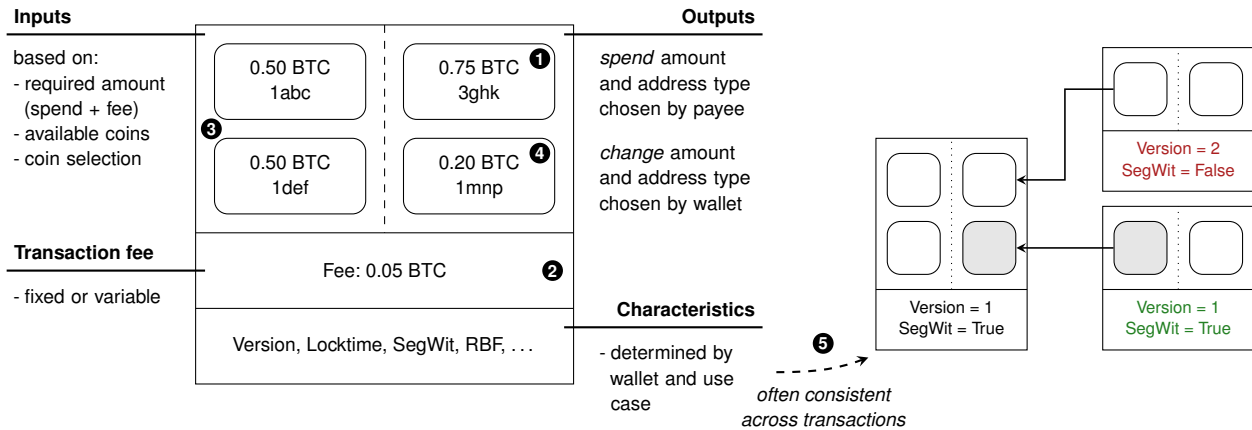 Inputs
based on:
- required amount
(spend + fee)
- available coins
- coin selection
Transaction fee
- fixed or variable
0.50 BTC
1abc
0.75 BTC
3ghk
1
3
0.50 BTC
1def
0.20 BTC
1mnp
4
Fee: 0.05 BTC
2
Version, Locktime, SegWit, RBF, . . .
Outputs
spend amount
and address type
chosen by payee
change amount
and address type
chosen by wallet
Characteristics
- determined by
wallet and use
case
5
often consistent
across transactions
Version = 1
SegWit = True
Version = 2
SegWit = False
Version = 1
SegWit = True